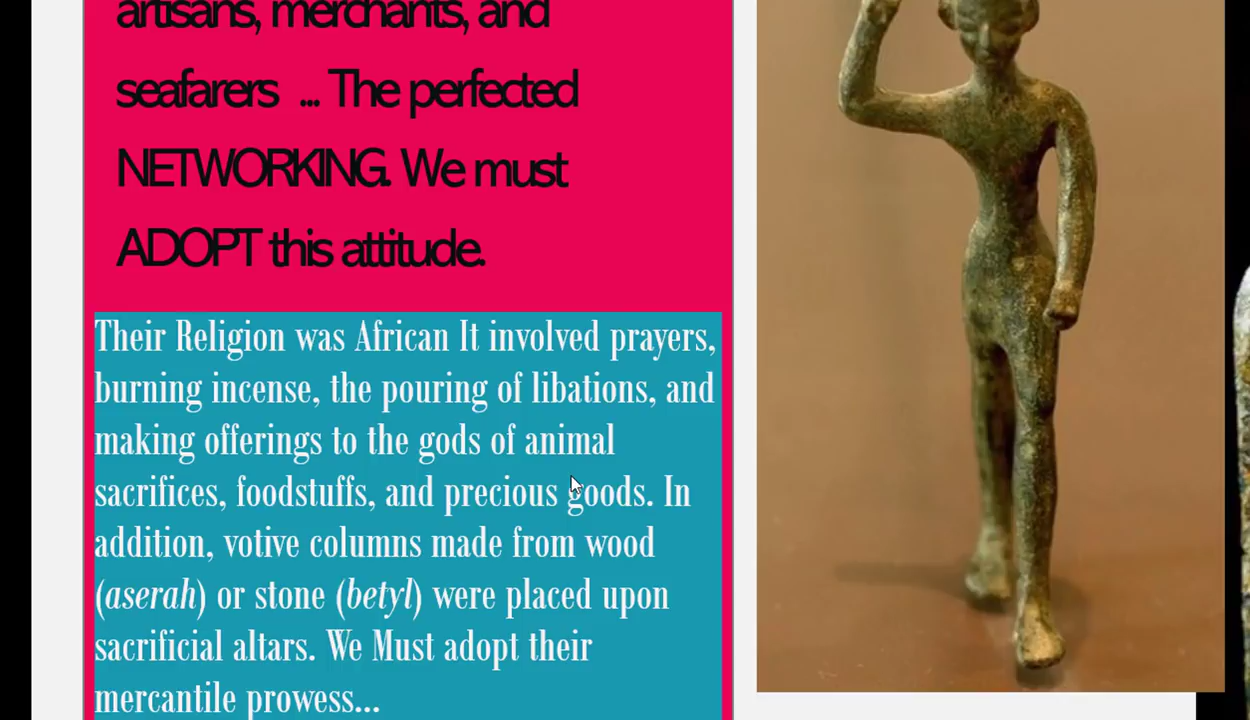 artisans, merchants, and
seafarers ... The perfected
NETWORKING. We must
ADOPT this attitude.
Their Religion was African It involved prayers,
burning incense, the pouring of libations, and
making offerings to the gods of animal
sacrifices, foodstuffs, and precious goods. In
addition, votive columns made from wood
(aserah) or stone (betyl) were placed upon
sacrificial altars. We Must adopt their
mercantile prowess...